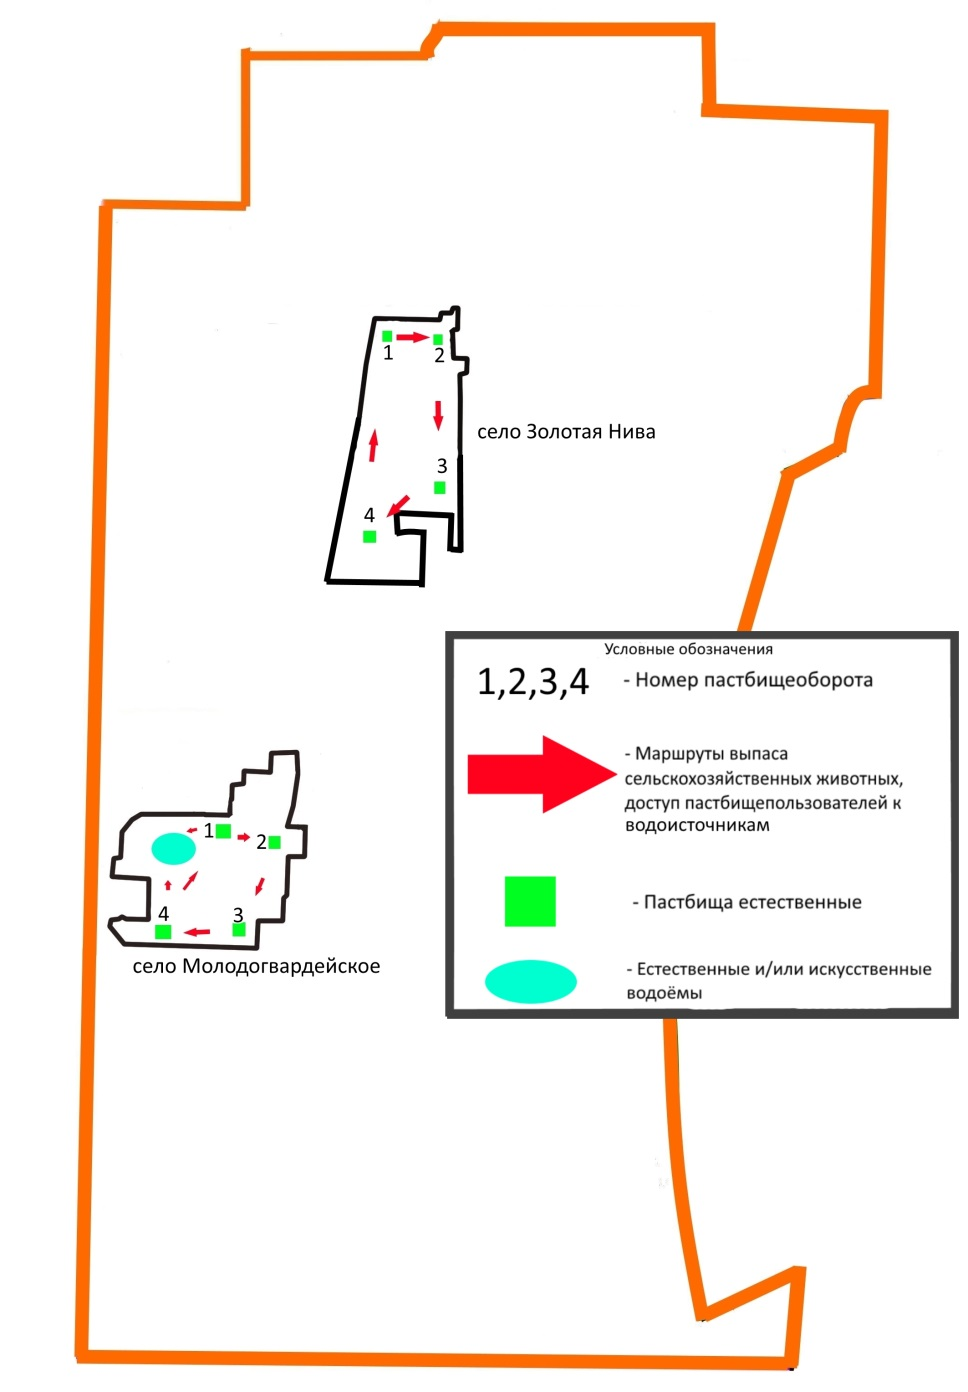 1
2
село Золотая Нива
3
4
Условные обозначения
1,2,3,4
- Номер пастбищеоборота
- Маршруты выпаса
сельскохозяйственных животных,
доступ пастбищепользователей к
водоисточникам
1
2
- Пастбища естественные
4
3
село Молодогвардейское
- Естественные и/или искусственные
водоёмы